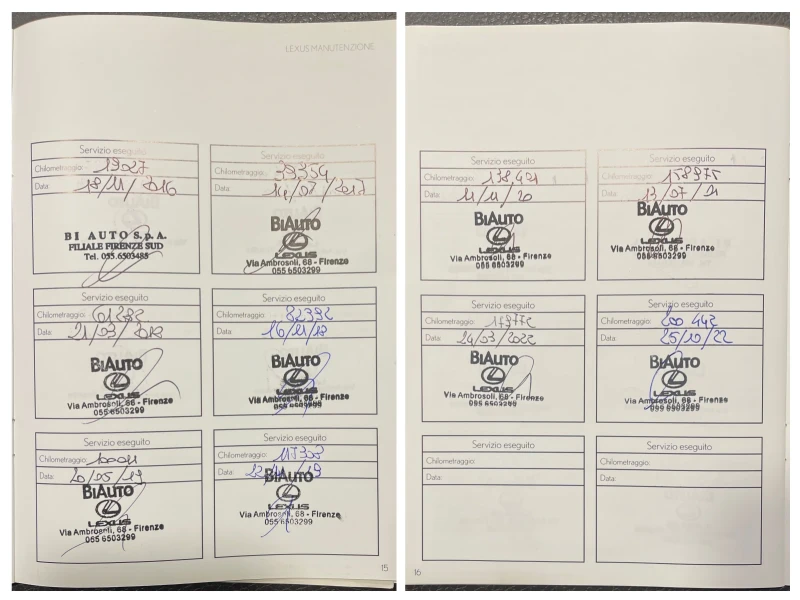 LEXUS MANUTENZIONE
Servizio eseguito
Chilometraggio: 19027
Data: 18/11/2016
BI AUTO S.p.A.
FILIALE FIRENZE SUD
Tel. 055.6503485
Servizio eseguito
Chilometraggio: 39354
Data: 14/07/2017
BIAUTO
LEXUS
Via Ambrosoli, 68 - Firenze
055 6503299
Servizio eseguito
Chilometraggio: 61282
Data: 21/03/2018
BIAUTO
LEXUS
Via Ambrosoli, 68 - Firenze
055 6503299
Servizio eseguito
Chilometraggio: 82392
Data: 16/11/18
BIAUTO
LEXUS
Via Ambrosoli, 68 - Firenze
055 6503299
Servizio eseguito
Chilometraggio:
Data: 20/05/19
BIAUTO
LEXUS
Via Ambrosoli, 68 - Firenze
055 6503299
Servizio eseguito
Chilometraggio:
Data:
BIAUTO
LEXUS
Via Ambrosoli, 68 - Firenze
055 6503299
15
Servizio eseguito
Chilometraggio: 138421
Data: 11/11/20
BIAUTO
LEXUS
Via Ambrosoli, 68 - Firenze
055 6503299
Servizio eseguito
Chilometraggio: 158975
Data: 13/07/21
BIAUTO
LEXUS
Via Ambrosoli, 68 - Firenze
055 6503299
Servizio eseguito
Chilometraggio: 179772
Data: 24/03/2022
BIAUTO
LEXUS
Via Ambrosoli, 68 - Firenze
055 6503299
Servizio eseguito
Chilometraggio: 200 442
Data: 25/10/22
BIAUTO
LEXUS
Via Ambrosoli, 68 - Firenze
055 6503299
Servizio eseguito
Chilometraggio:
Data:
Servizio eseguito
Chilometraggio:
Data:
16